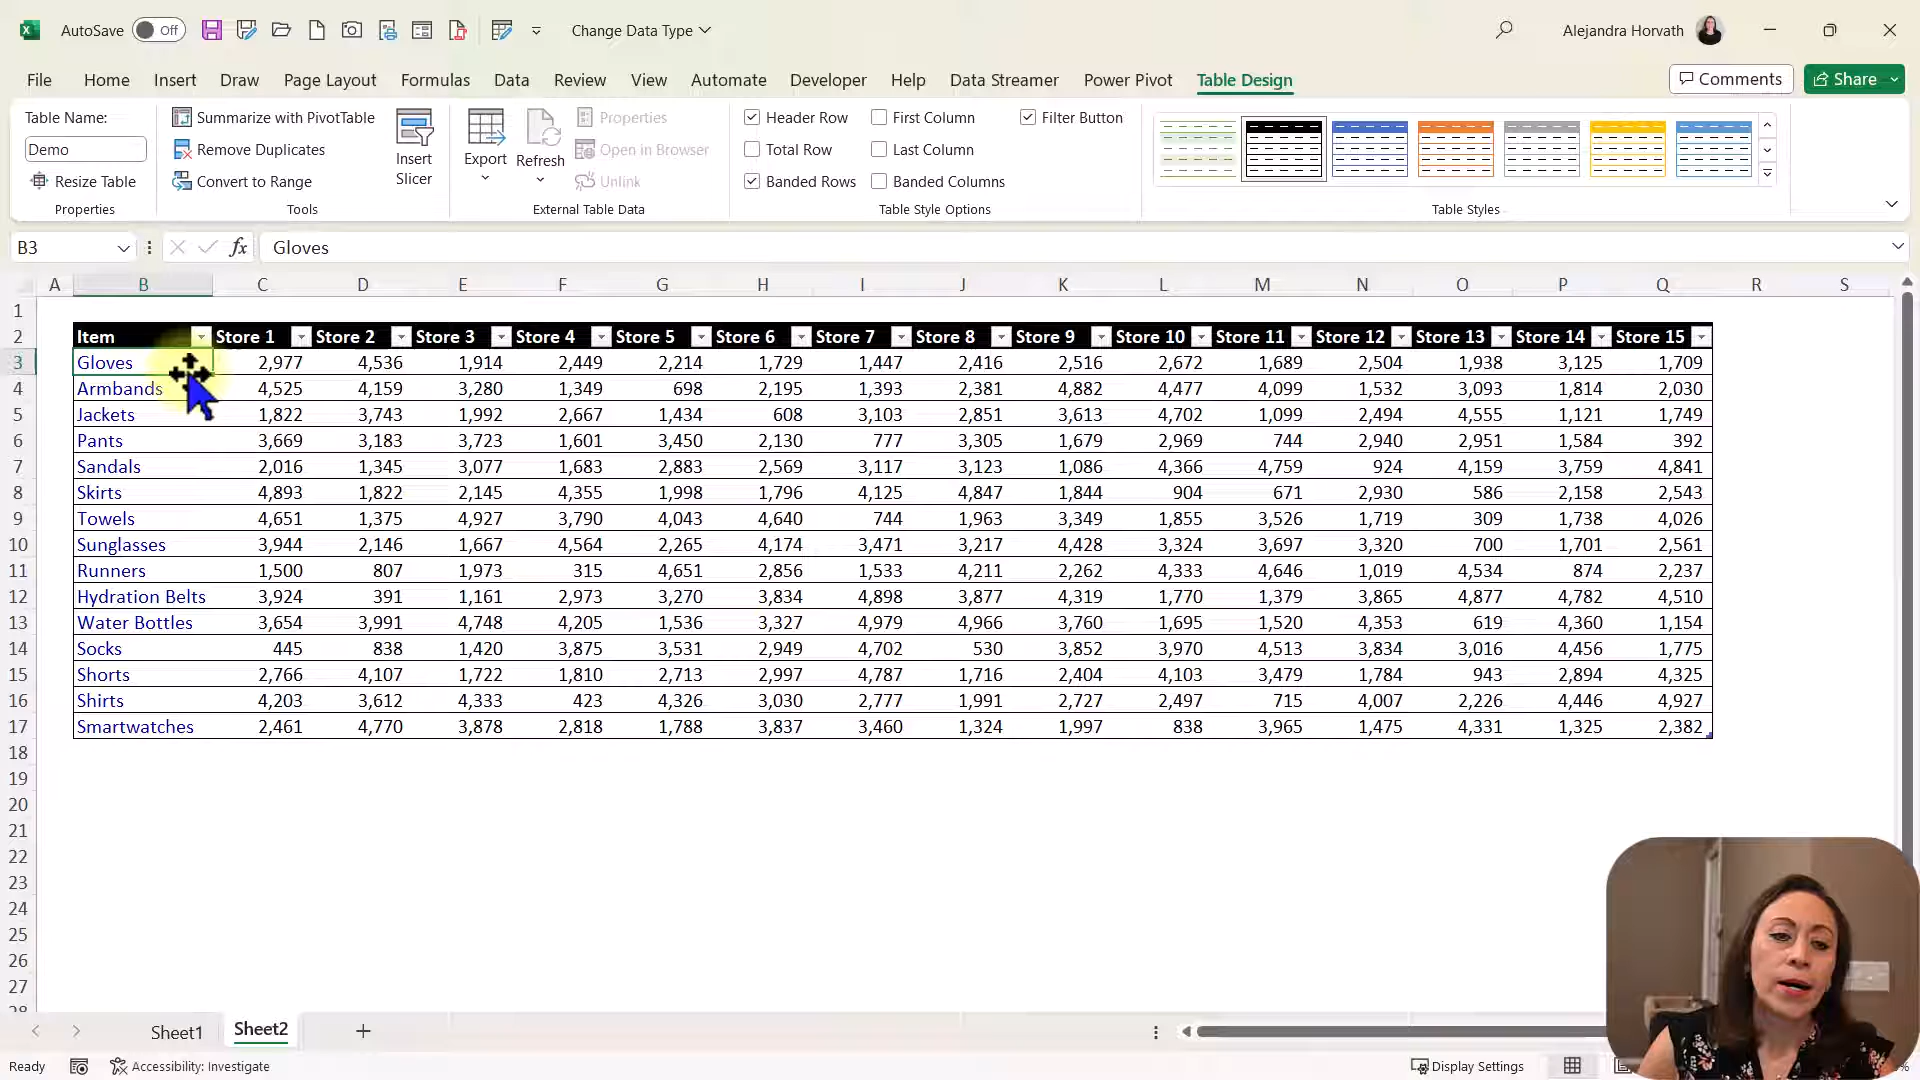 AutoSave Off Change Data Type Alejandra Horvath
File Home Insert Draw Page Layout Formulas Data Review View Automate Developer Help Data Streamer Power Pivot Table Design Comments Share
Table Name: Summarize with PivotTable Properties Header Row First Column Filter Button
Demo Remove Duplicates Insert Slicer Export Refresh Open in Browser Total Row Last Column
Resize Table Convert to Range Unlink Banded Rows Banded Columns
Properties Tools External Table Data Table Style Options Table Styles
B3 fx Gloves
A B C D E F G H I J K L M N O P Q R S
1
2 Item Store 1 Store 2 Store 3 Store 4 Store 5 Store 6 Store 7 Store 8 Store 9 Store 10 Store 11 Store 12 Store 13 Store 14 Store 15
3 Gloves 2,977 4,536 1,914 2,449 2,214 1,729 1,447 2,416 2,516 2,672 1,689 2,504 1,938 3,125 1,709
4 Armbands 4,525 4,159 3,280 1,349 698 2,195 1,393 2,381 4,882 4,477 4,099 1,532 3,093 1,814 2,030
5 Jackets 1,822 3,743 1,992 2,667 1,434 608 3,103 2,851 3,613 4,702 1,099 2,494 4,555 1,121 1,749
6 Pants 3,669 3,183 3,723 1,601 3,450 2,130 777 3,305 1,679 2,969 744 2,940 2,951 1,584 392
7 Sandals 2,016 1,345 3,077 1,683 2,883 2,569 3,117 3,123 1,086 4,366 4,759 924 4,159 3,759 4,841
8 Skirts 4,893 1,822 2,145 4,355 1,998 1,796 4,125 4,847 1,844 904 671 2,930 586 2,158 2,543
9 Towels 4,651 1,375 4,927 3,790 4,043 4,640 744 1,963 3,349 1,855 3,526 1,719 309 1,738 4,026
10 Sunglasses 3,944 2,146 1,667 4,564 2,265 4,174 3,471 3,217 4,428 3,324 3,697 3,320 700 1,701 2,561
11 Runners 1,500 807 1,973 315 4,651 2,856 1,533 4,211 2,262 4,333 4,646 1,019 4,534 874 2,237
12 Hydration Belts 3,924 391 1,161 2,973 3,270 3,834 4,898 3,877 4,319 1,770 1,379 3,865 4,877 4,782 4,510
13 Water Bottles 3,654 3,991 4,748 4,205 1,536 3,327 4,979 4,966 3,760 1,695 1,520 4,353 619 4,360 1,154
14 Socks 445 838 1,420 3,875 3,531 2,949 4,702 530 3,852 3,970 4,513 3,834 3,016 4,456 1,775
15 Shorts 2,766 4,107 1,722 1,810 2,713 2,997 4,787 1,716 2,404 4,103 3,479 1,784 943 2,894 4,325
16 Shirts 4,203 3,612 4,333 423 4,326 3,030 2,777 1,991 2,727 2,497 715 4,007 2,226 4,446 4,927
17 Smartwatches 2,461 4,770 3,878 2,818 1,788 3,837 3,460 1,324 1,997 838 3,965 1,475 4,331 1,325 2,382
18
19
20
21
22
23
24
25
26
27
28
Sheet1 Sheet2
Ready Accessibility: Investigate Display Settings %